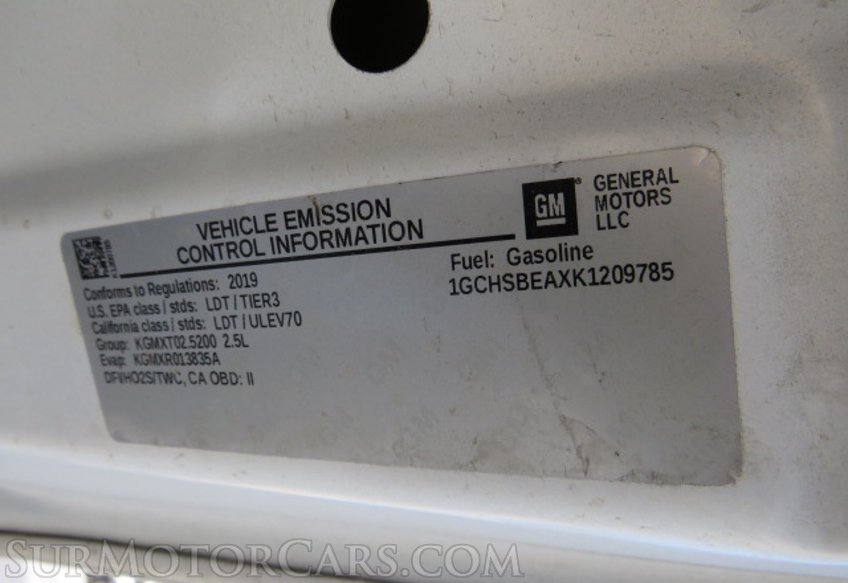 VEHICLE EMISSION
CONTROL INFORMATION
GM
GENERAL
MOTORS
LLC
Conforms to Regulations: 2019
U.S. EPA class / stds: LDT / TIER3
California class / stds: LDT / ULEV70
Group: KGMXT02.5200 2.5L
Evap: KGMXR013835A
DFI/HO2S/TWC, CA OBD: II
Fuel: Gasoline
1GCHSBEAXK1209785
SurMotorCars.com